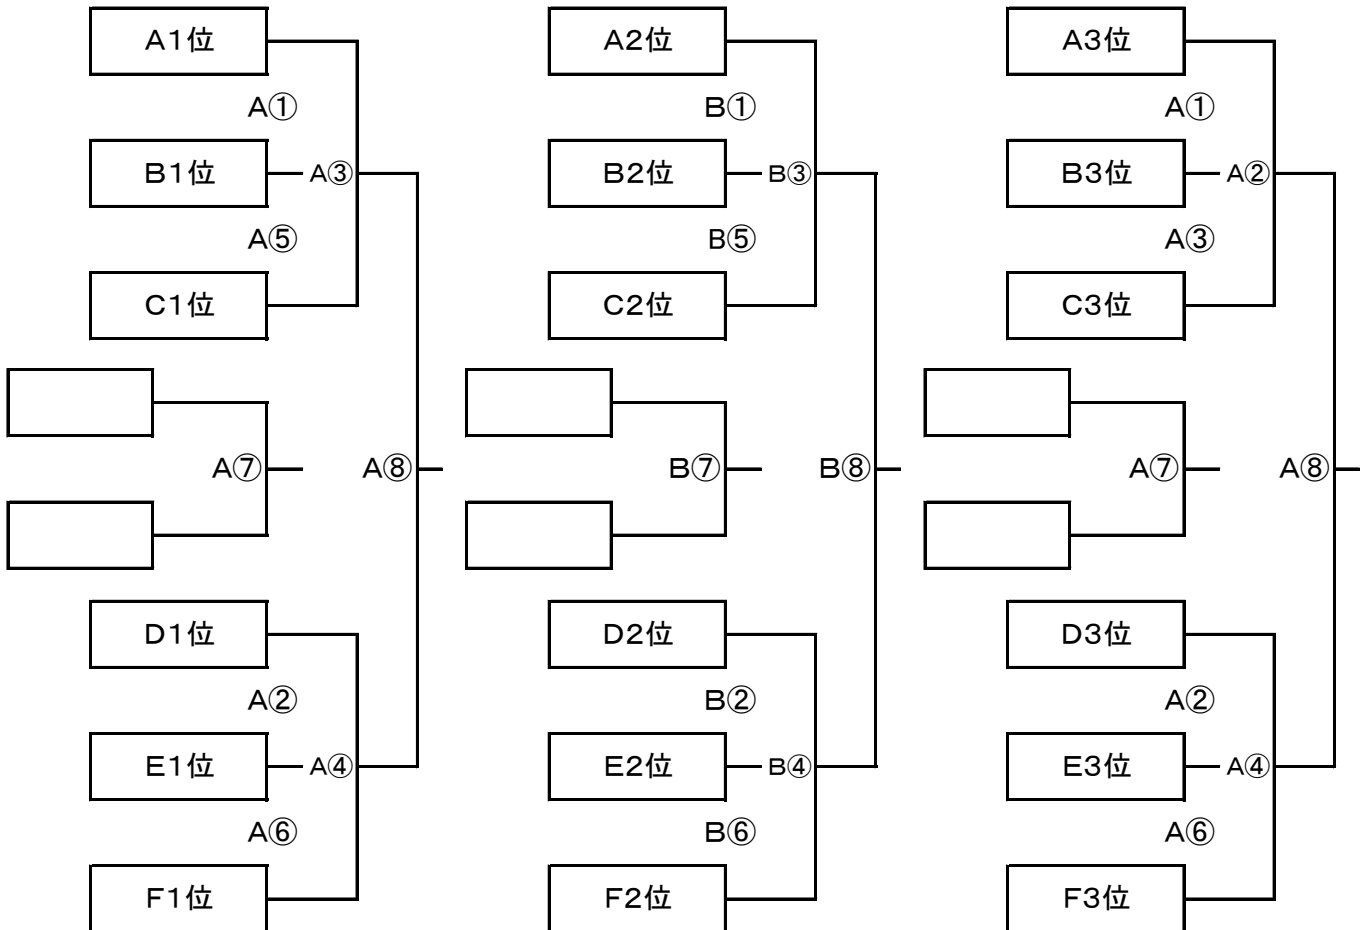 A1位
A①
B1位
A③
A⑤
C1位
A⑦
A⑧
D1位
A②
E1位
A④
A⑥
F1位
A2位
B①
B2位
B③
B⑤
C2位
B⑦
B⑧
D2位
B②
E2位
B④
B⑥
F2位
A3位
A①
B3位
A②
A③
C3位
A⑦
A⑧
D3位
A②
E3位
A④
A⑥
F3位